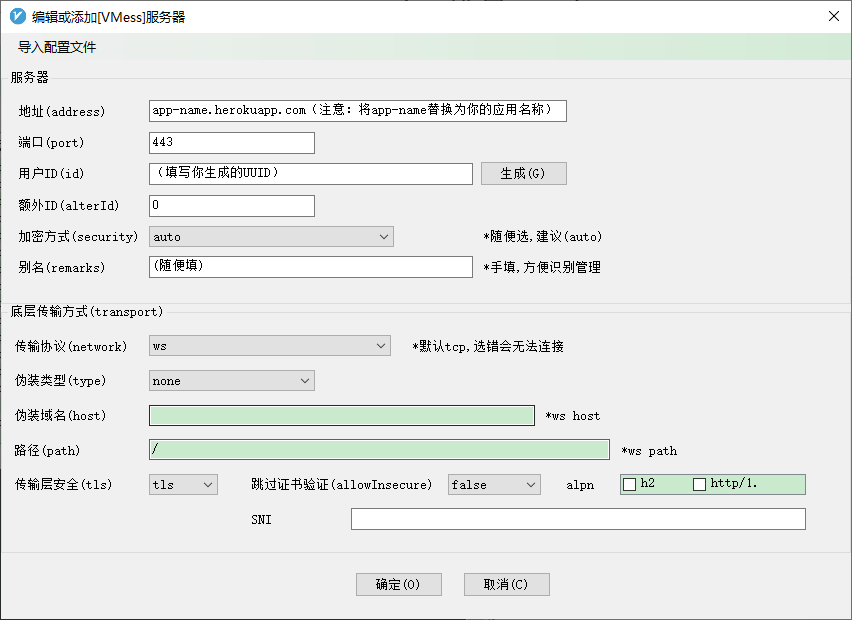 编辑或添加[VMess]服务器
导入配置文件
服务器
地址(address) app-name.herokuapp.com（注意：将app-name替换为你的应用名称）
端口(port) 443
用户ID(id) （填写你生成的UUID） 生成(G)
额外ID(alterId) 0
加密方式(security) auto *随便选,建议(auto)
别名(remarks) (随便填) *手填,方便识别管理
底层传输方式(transport)
传输协议(network) ws *默认tcp,选错会无法连接
伪装类型(type) none
伪装域名(host) *ws host
路径(path) / *ws path
传输层安全(tls) tls 跳过证书验证(allowInsecure) false alpn h2 http/1.
SNI
确定(O) 取消(C)